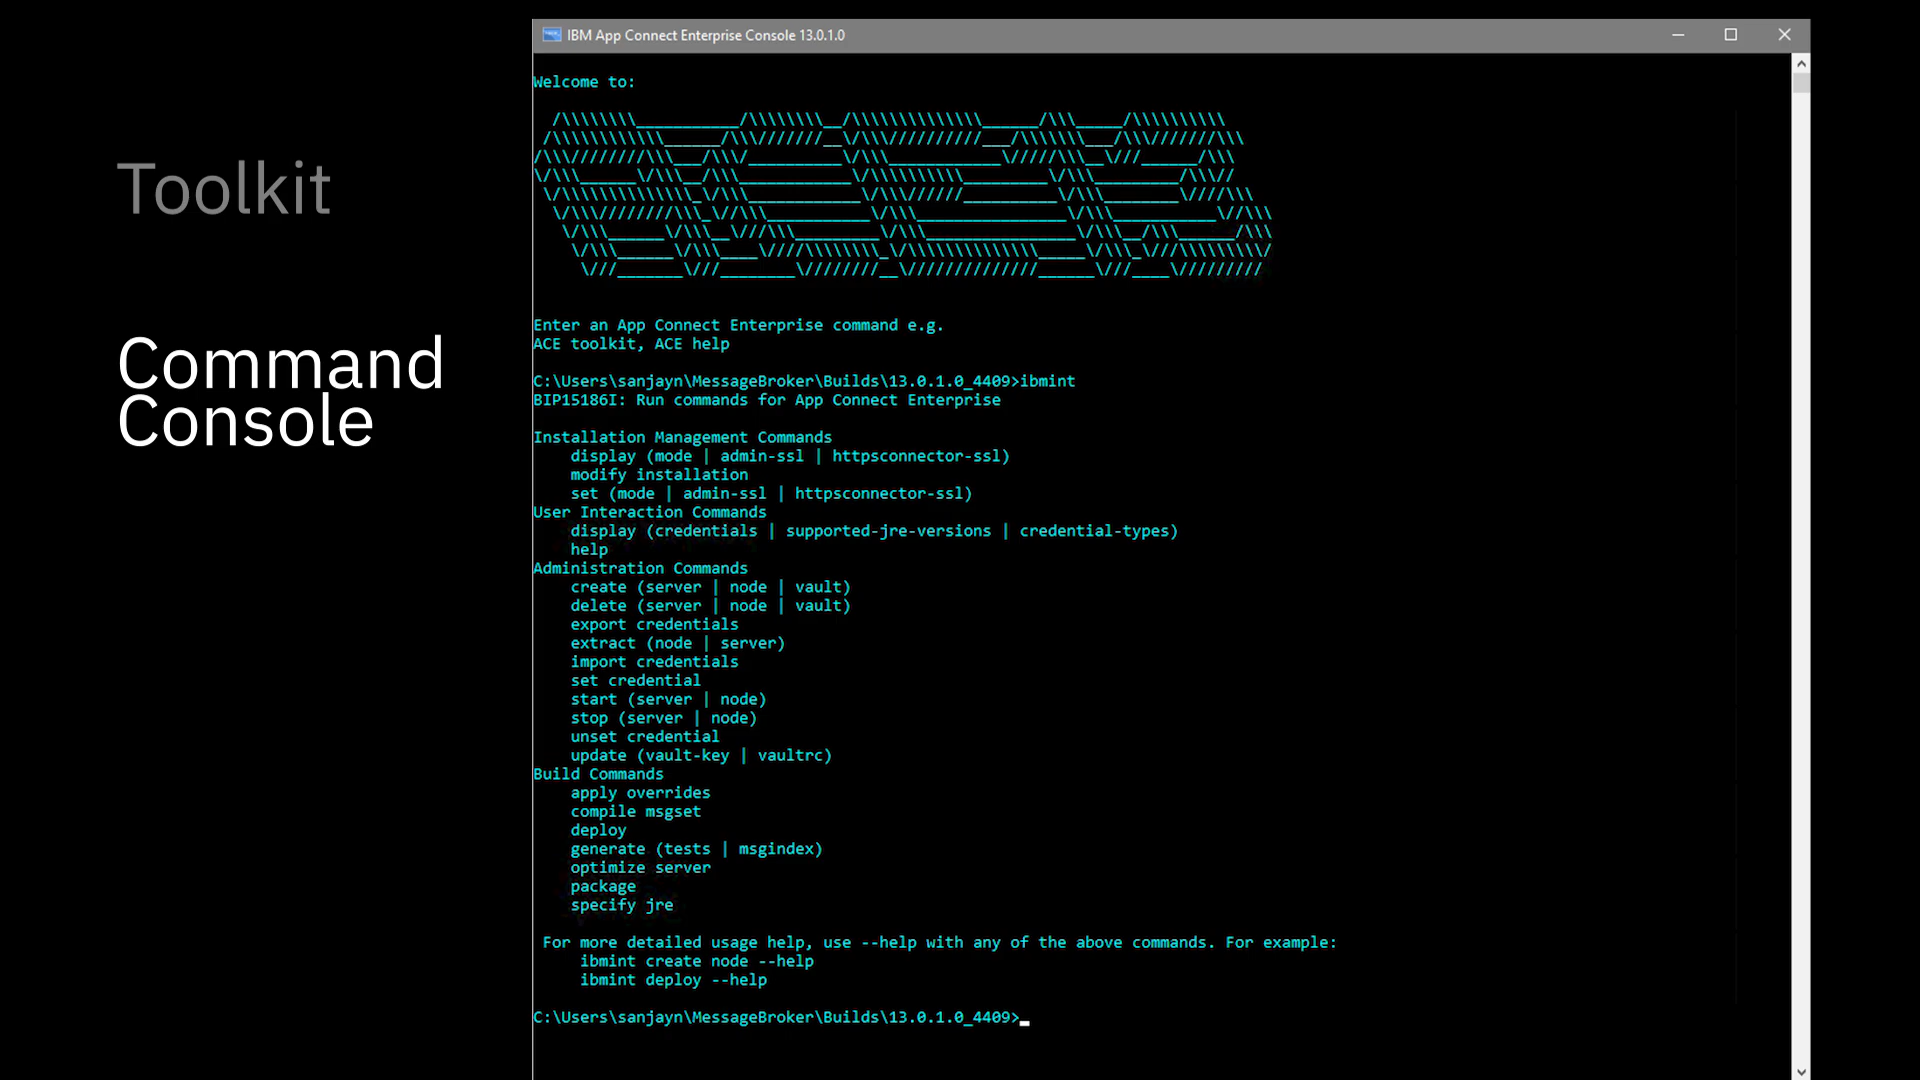 Toolkit
Command
Console
IBM App Connect Enterprise Console 13.0.1.0
Welcome to:
Enter an App Connect Enterprise command e.g.
ACE toolkit, ACE help
C:\Users\sanjayn\MessageBroker\Builds\13.0.1.0_4409>ibmint
BIP15186I: Run commands for App Connect Enterprise
Installation Management Commands
display (mode | admin-ssl | httpsconnector-ssl)
modify installation
set (mode | admin-ssl | httpsconnector-ssl)
User Interaction Commands
display (credentials | supported-jre-versions | credential-types)
help
Administration Commands
create (server | node | vault)
delete (server | node | vault)
export credentials
extract (node | server)
import credentials
set credential
start (server | node)
stop (server | node)
unset credential
update (vault-key | vaultrc)
Build Commands
apply overrides
compile msgset
deploy
generate (tests | msgindex)
optimize server
package
specify jre
For more detailed usage help, use --help with any of the above commands. For example:
ibmint create node --help
ibmint deploy --help
C:\Users\sanjayn\MessageBroker\Builds\13.0.1.0_4409>_